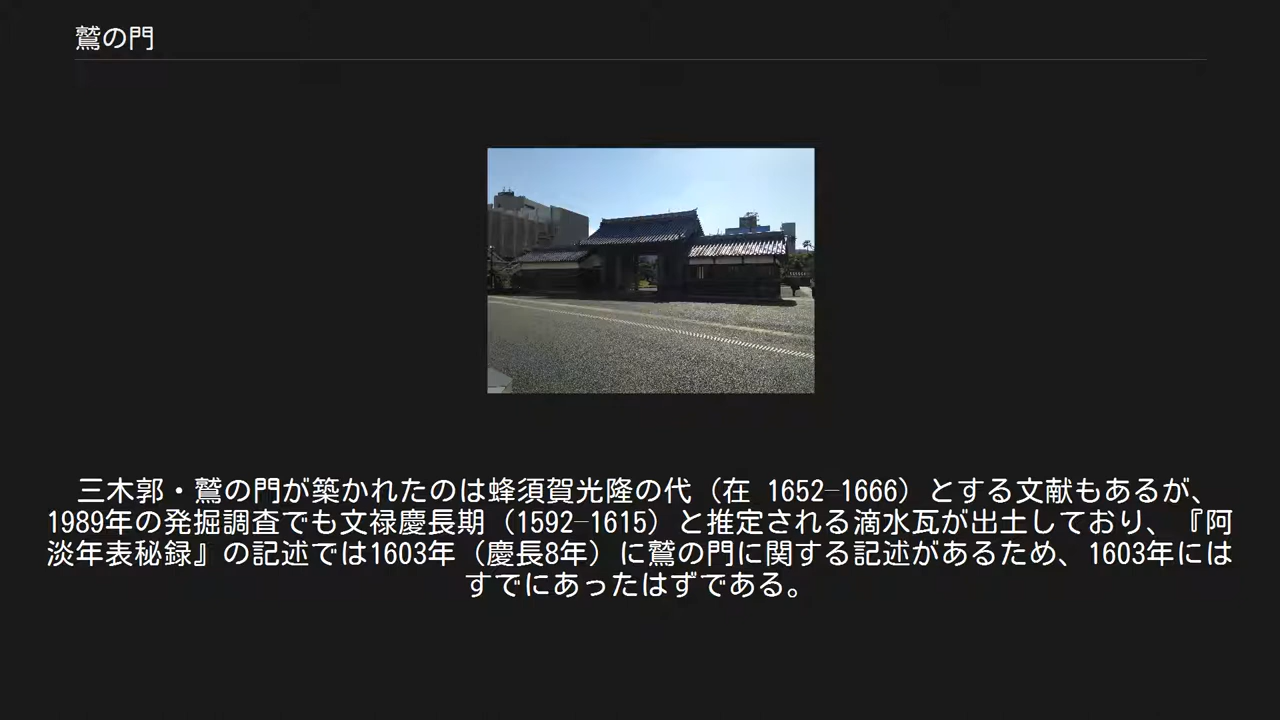 鷲の門
三木郭・鷲の門が築かれたのは蜂須賀光隆の代（在 1652–1666）とする文献もあるが、
1989年の発掘調査でも文禄慶長期（1592–1615）と推定される滴水瓦が出土しており、『阿
淡年表秘録』の記述では1603年（慶長8年）に鷲の門に関する記述があるため、1603年には
すでにあったはずである。